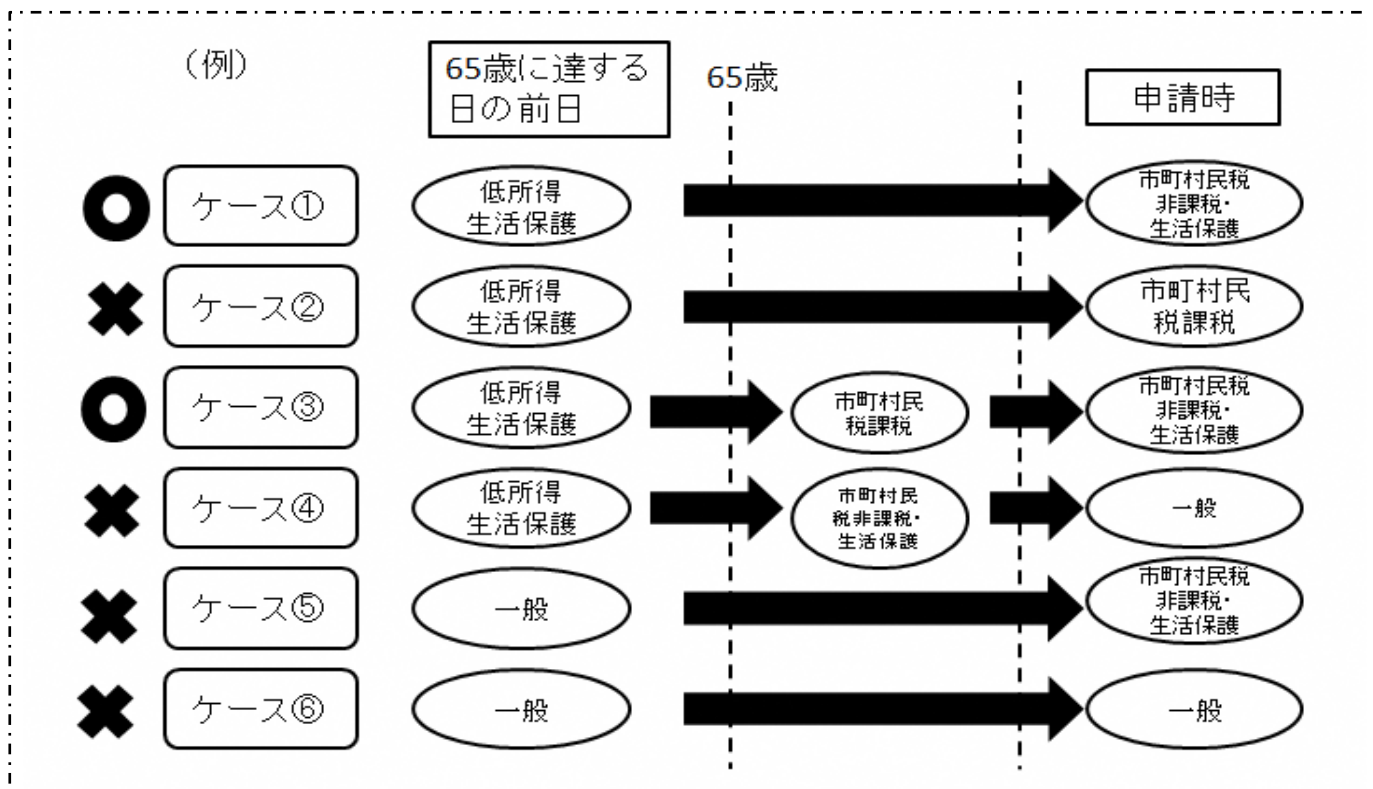 （例）
65歳に達する
日の前日
65歳
申請時
ケース①
低所得
生活保護
市町村民税
非課税・
生活保護
ケース②
低所得
生活保護
市町村民
税課税
ケース③
低所得
生活保護
市町村民
税課税
市町村民税
非課税・
生活保護
ケース④
低所得
生活保護
市町村民
税非課税・
生活保護
一般
ケース⑤
一般
市町村民税
非課税・
生活保護
ケース⑥
一般
一般